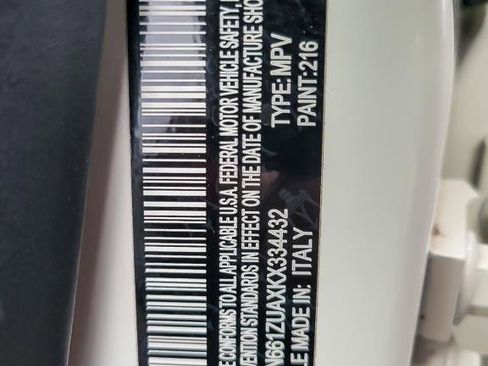 E CONFORMS TO ALL APPLICABLE U.S.A. FEDERAL MOTOR VEHICLE SAFETY,
VENTION STANDARDS IN EFFECT ON THE DATE OF MANUFACTURE SHO
N661ZUAXKX334432 TYPE: MPV
LE MADE IN: ITALY PAINT:216